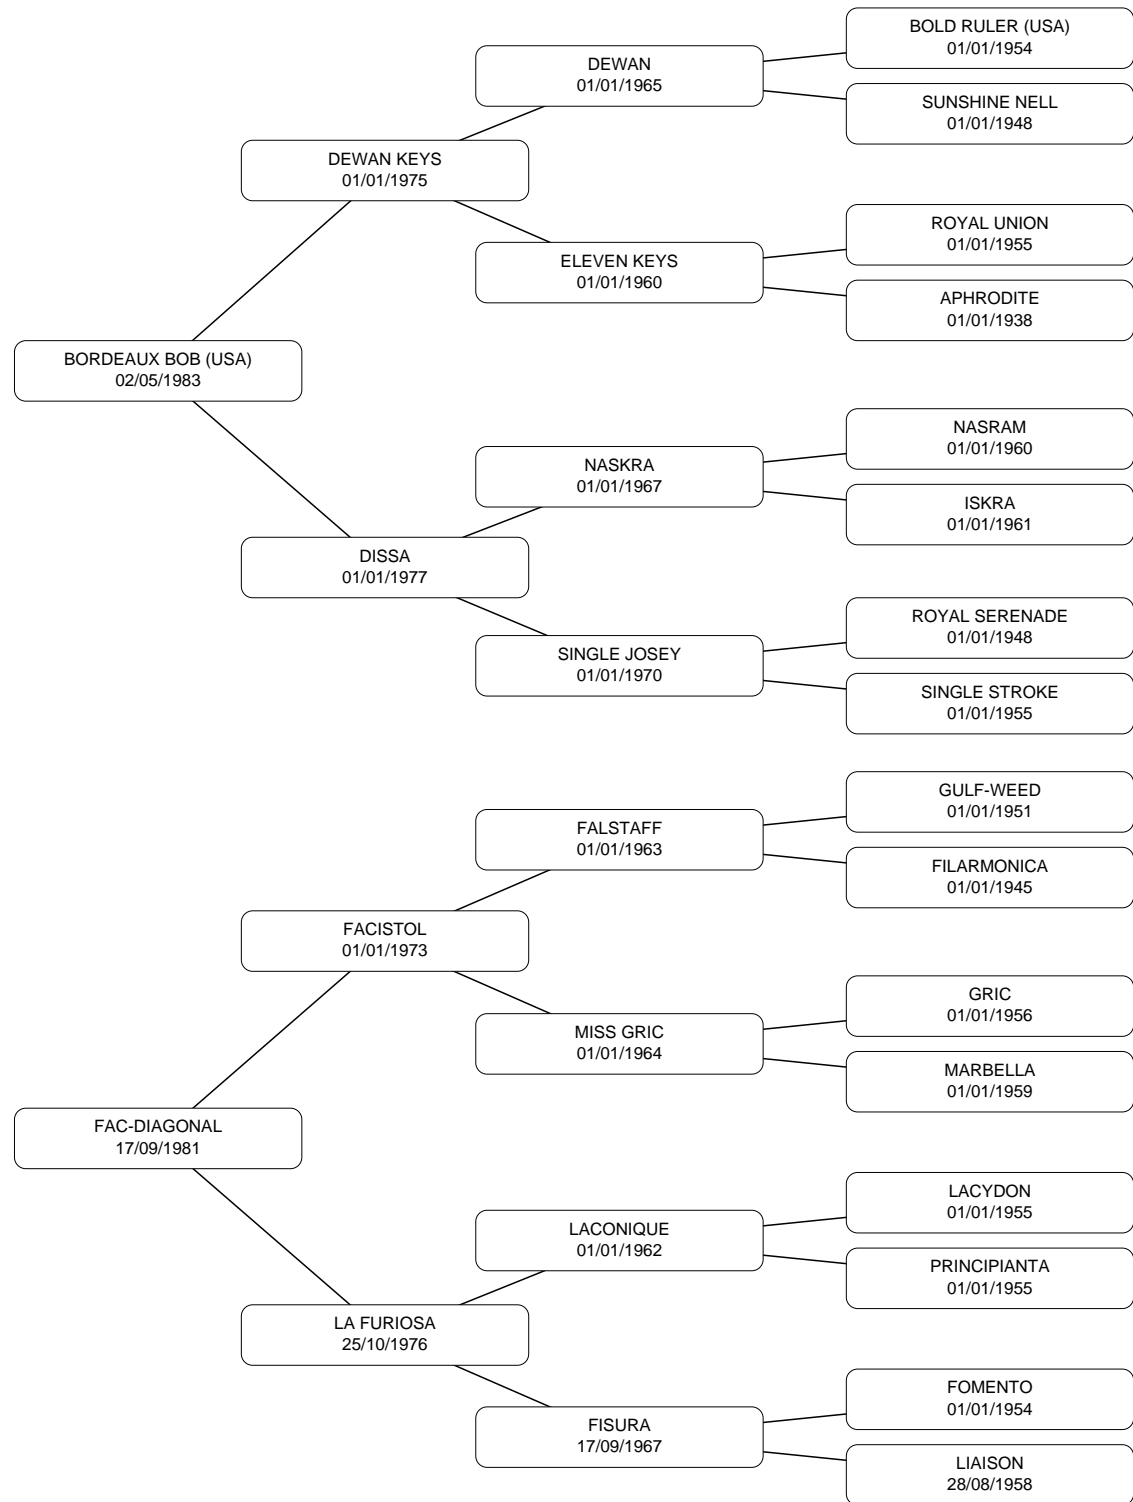 BOLD RULER (USA)
01/01/1954
DEWAN
01/01/1965
SUNSHINE NELL
01/01/1948
DEWAN KEYS
01/01/1975
ROYAL UNION
01/01/1955
ELEVEN KEYS
01/01/1960
APHRODITE
01/01/1938
BORDEAUX BOB (USA)
02/05/1983
NASRAM
01/01/1960
NASKRA
01/01/1967
ISKRA
01/01/1961
DISSA
01/01/1977
ROYAL SERENADE
01/01/1948
SINGLE JOSEY
01/01/1970
SINGLE STROKE
01/01/1955
GULF-WEED
01/01/1951
FALSTAFF
01/01/1963
FILARMONICA
01/01/1945
FACISTOL
01/01/1973
GRIC
01/01/1956
MISS GRIC
01/01/1964
MARBELLA
01/01/1959
FAC-DIAGONAL
17/09/1981
LACYDON
01/01/1955
LACONIQUE
01/01/1962
PRINCIPIANTA
01/01/1955
LA FURIOSA
25/10/1976
FOMENTO
01/01/1954
FISURA
17/09/1967
LIAISON
28/08/1958